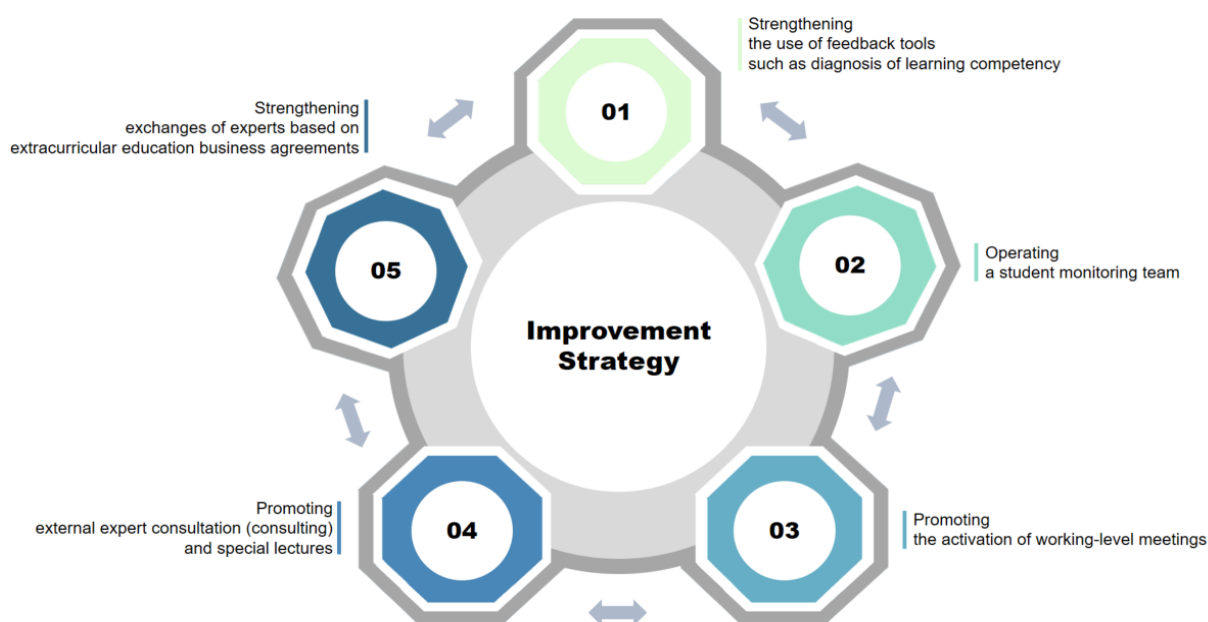 01
Strengthening
the use of feedback tools
such as diagnosis of learning competency
02
Operating
a student monitoring team
03
Promoting
the activation of working-level meetings
04
Promoting
external expert consultation (consulting)
and special lectures
05
Strengthening
exchanges of experts based on
extracurricular education business agreements
Improvement
Strategy